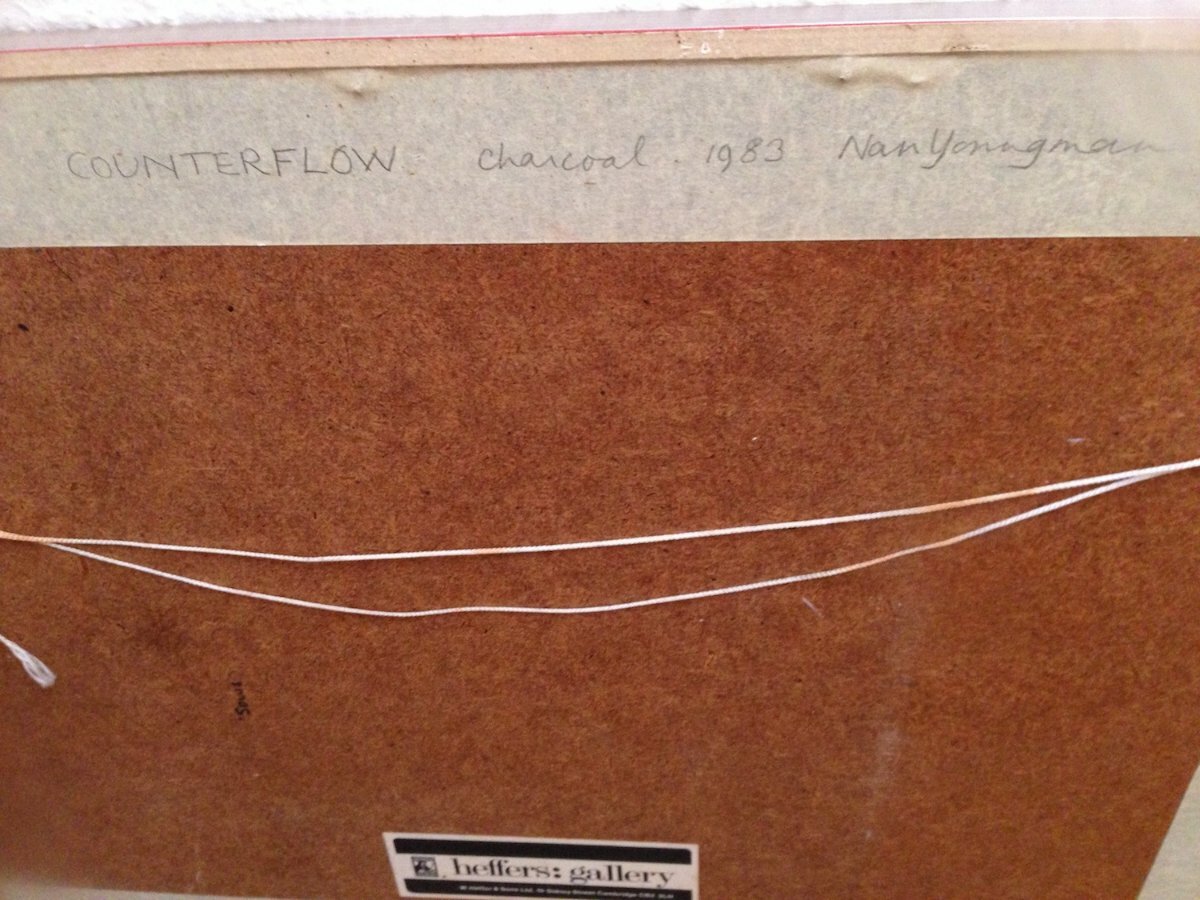 COUNTERFLOW charcoal . 1983 Nan Youngman
heffers: gallery